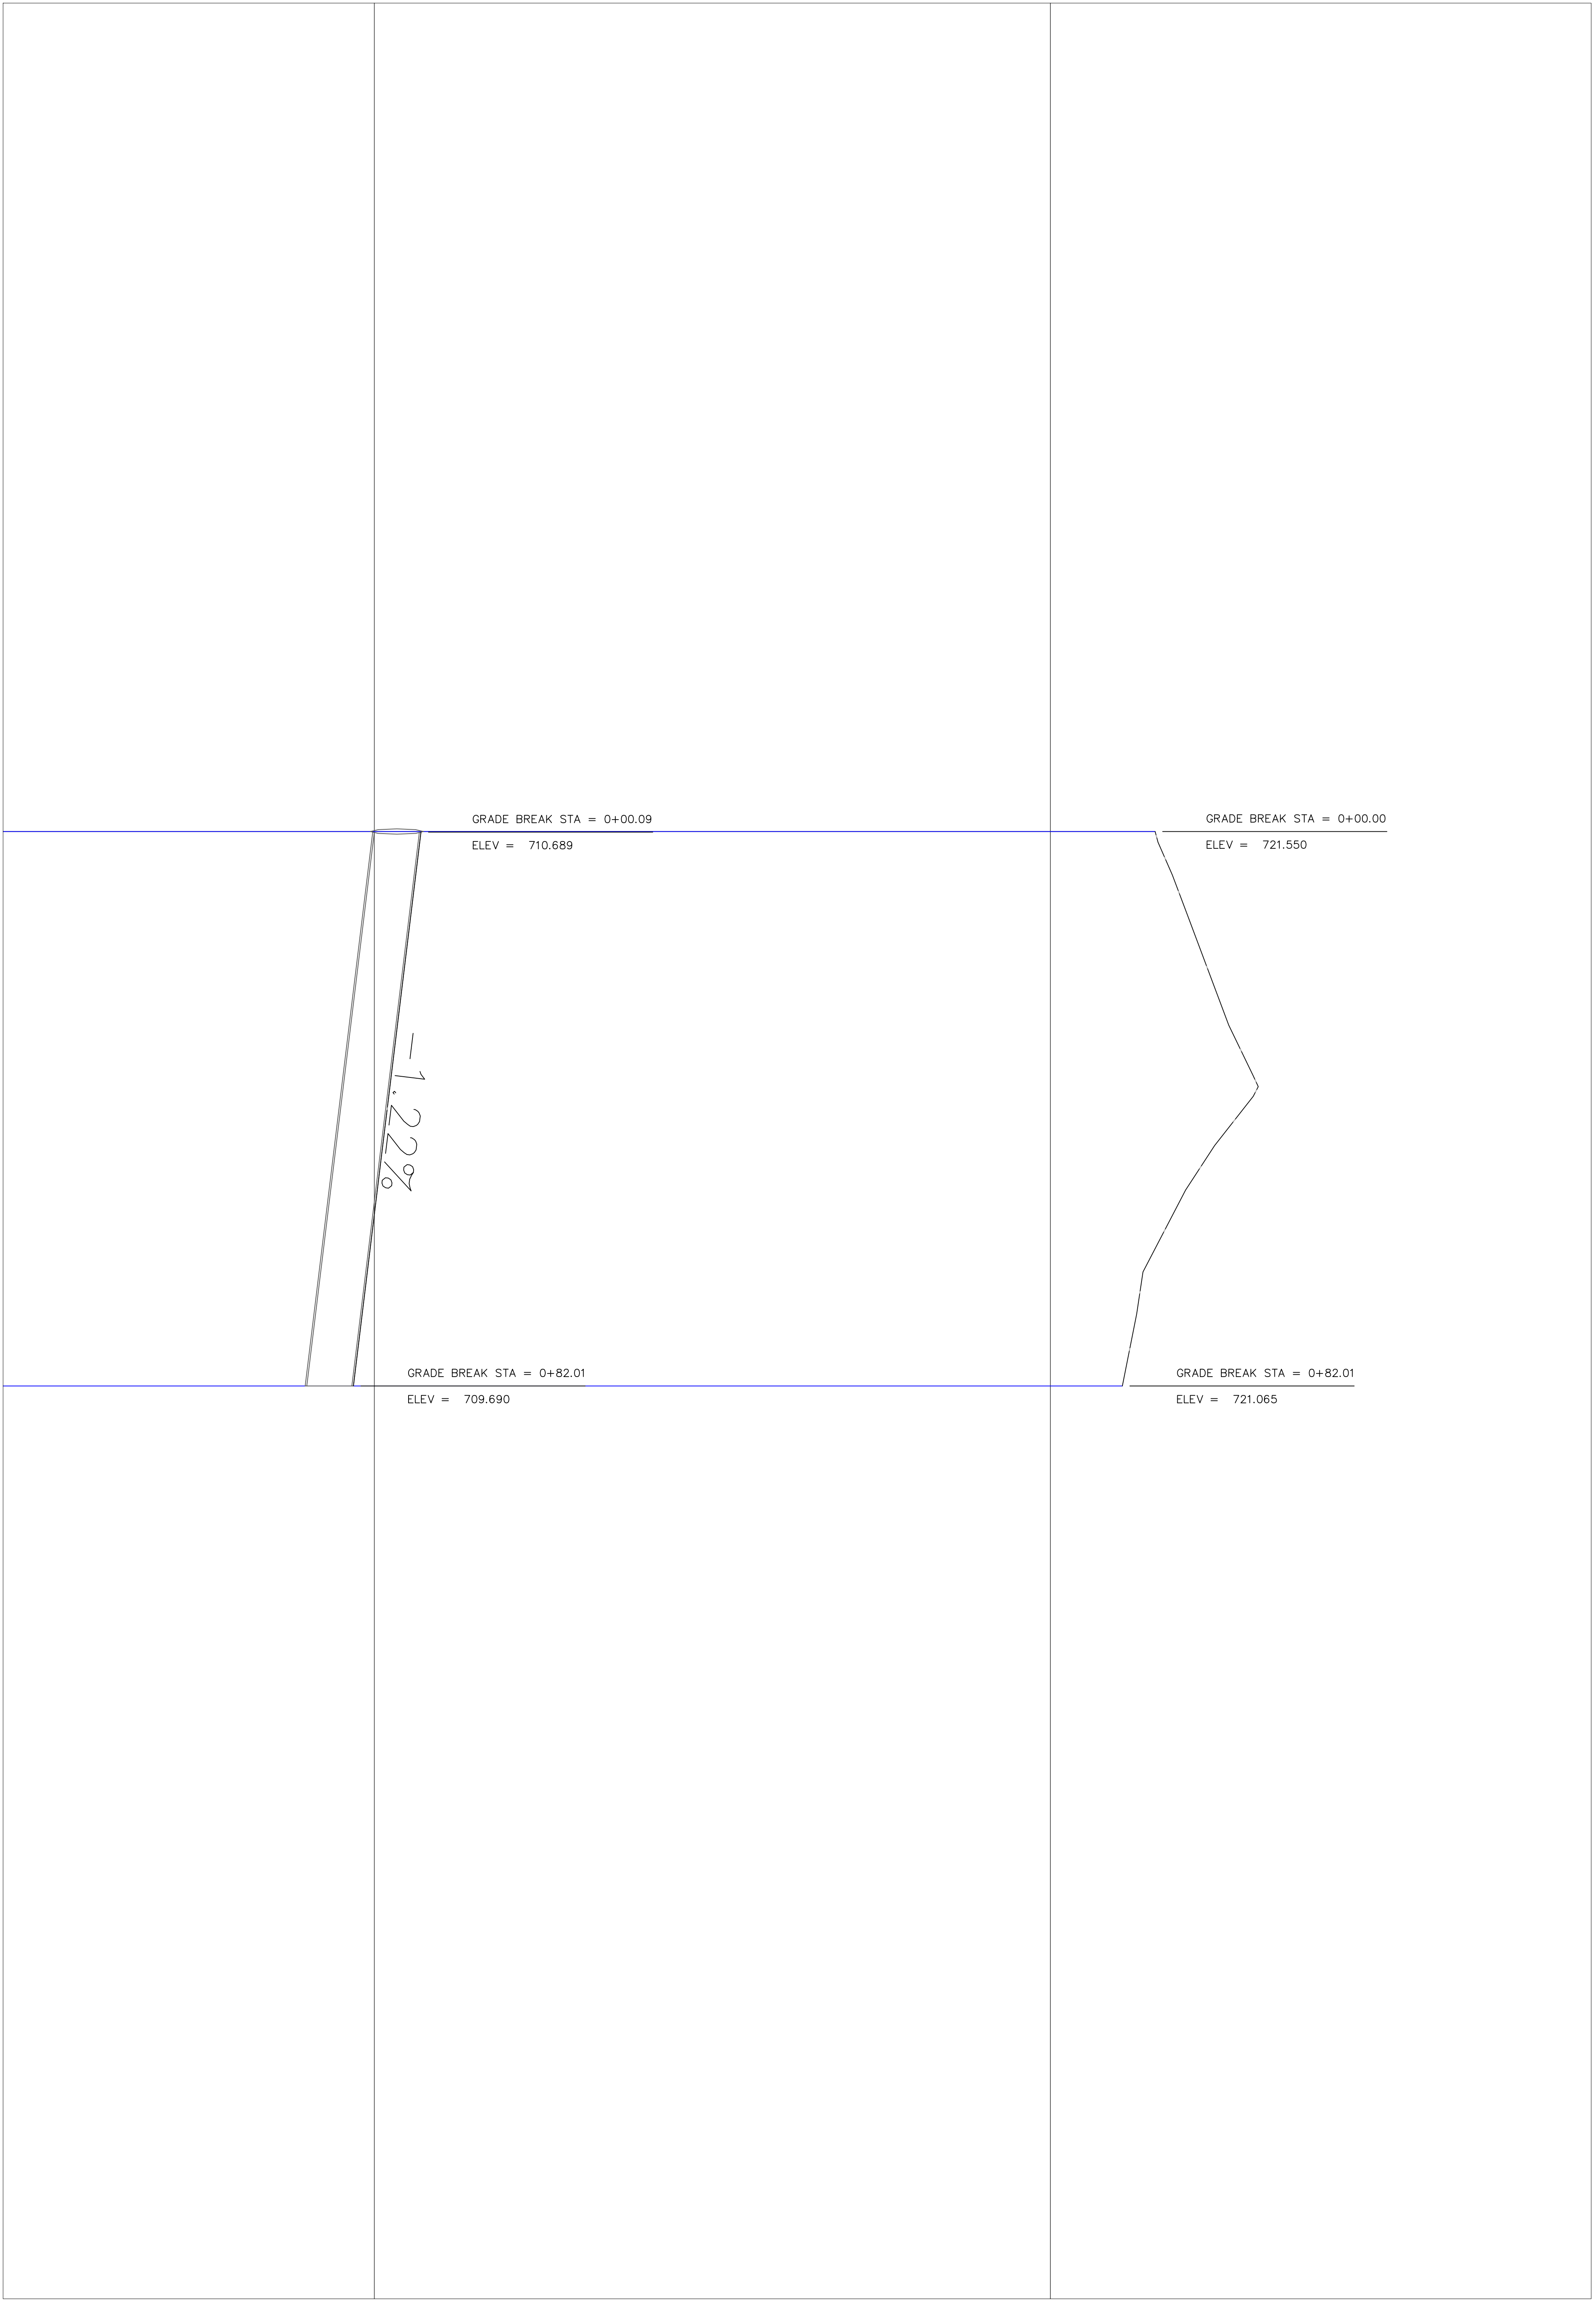 GRADE BREAK STA = 0+00.09
ELEV = 710.689
GRADE BREAK STA = 0+00.00
ELEV = 721.550
-1.22%
GRADE BREAK STA = 0+82.01
ELEV = 709.690
GRADE BREAK STA = 0+82.01
ELEV = 721.065